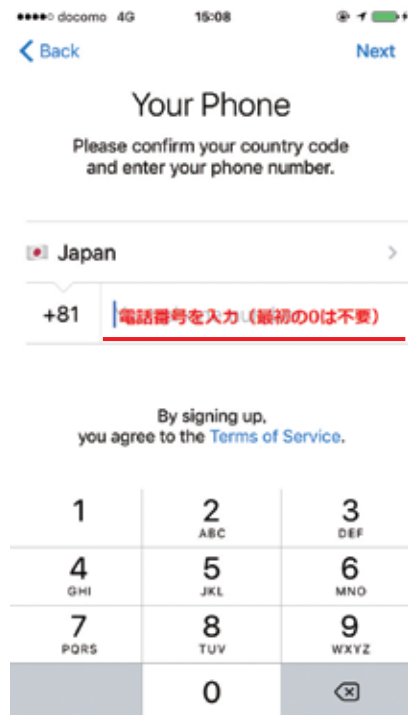 docomo 4G 15:08
Back Next
Your Phone
Please confirm your country code
and enter your phone number.
Japan
+81 電話番号を入力（最初の0は不要）
By signing up,
you agree to the Terms of Service.
1 2 3
ABC DEF
4 5 6
GHI JKL MNO
7 8 9
PQRS TUV WXYZ
0